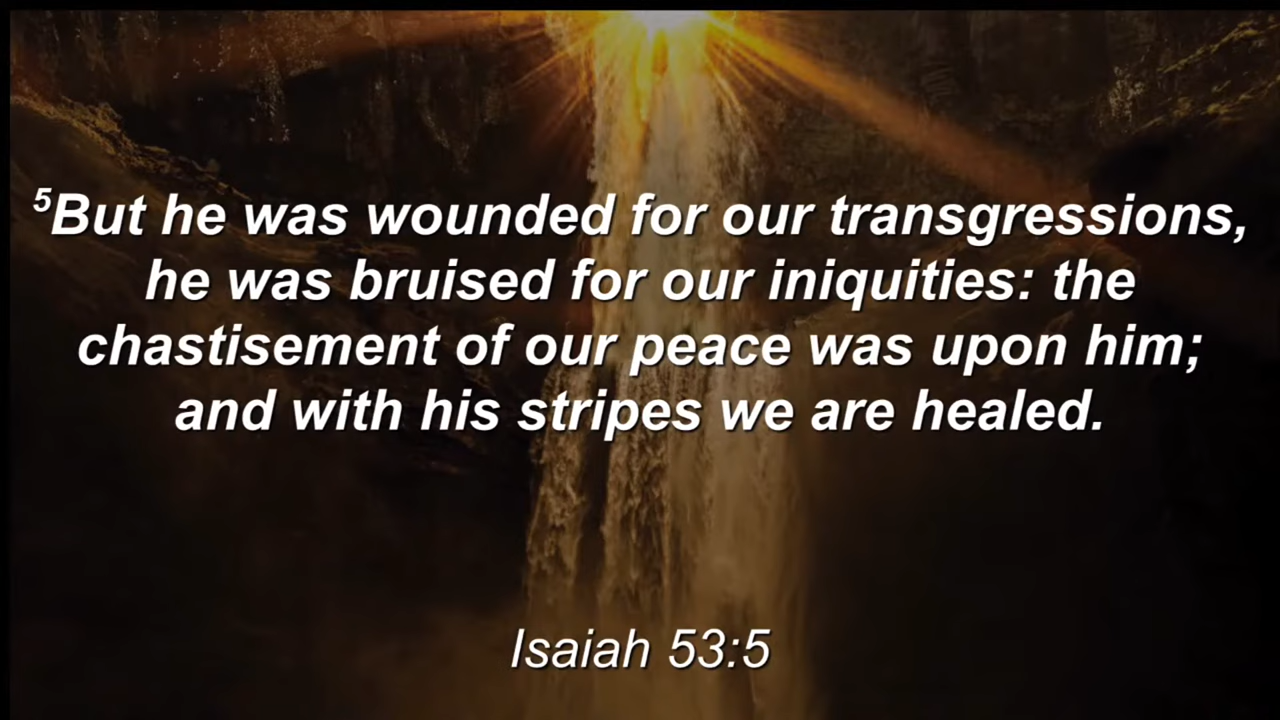 ⁵But he was wounded for our transgressions,
he was bruised for our iniquities: the
chastisement of our peace was upon him;
and with his stripes we are healed.
Isaiah 53:5